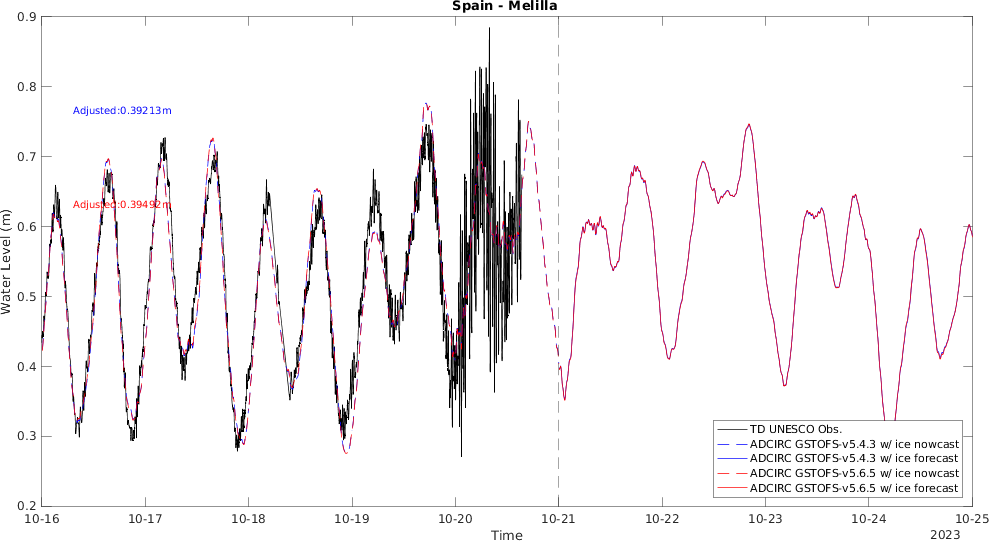 Spain - Melilla
0.9
0.8
0.7
0.6
0.5
0.4
0.3
0.2
Water Level (m)
Adjusted:0.39213m
Adjusted:0.39492m
TD UNESCO Obs.
ADCIRC GSTOFS-v5.4.3 w/ ice nowcast
ADCIRC GSTOFS-v5.4.3 w/ ice forecast
ADCIRC GSTOFS-v5.6.5 w/ ice nowcast
ADCIRC GSTOFS-v5.6.5 w/ ice forecast
10-16 10-17 10-18 10-19 10-20 10-21 10-22 10-23 10-24 10-25
Time
2023